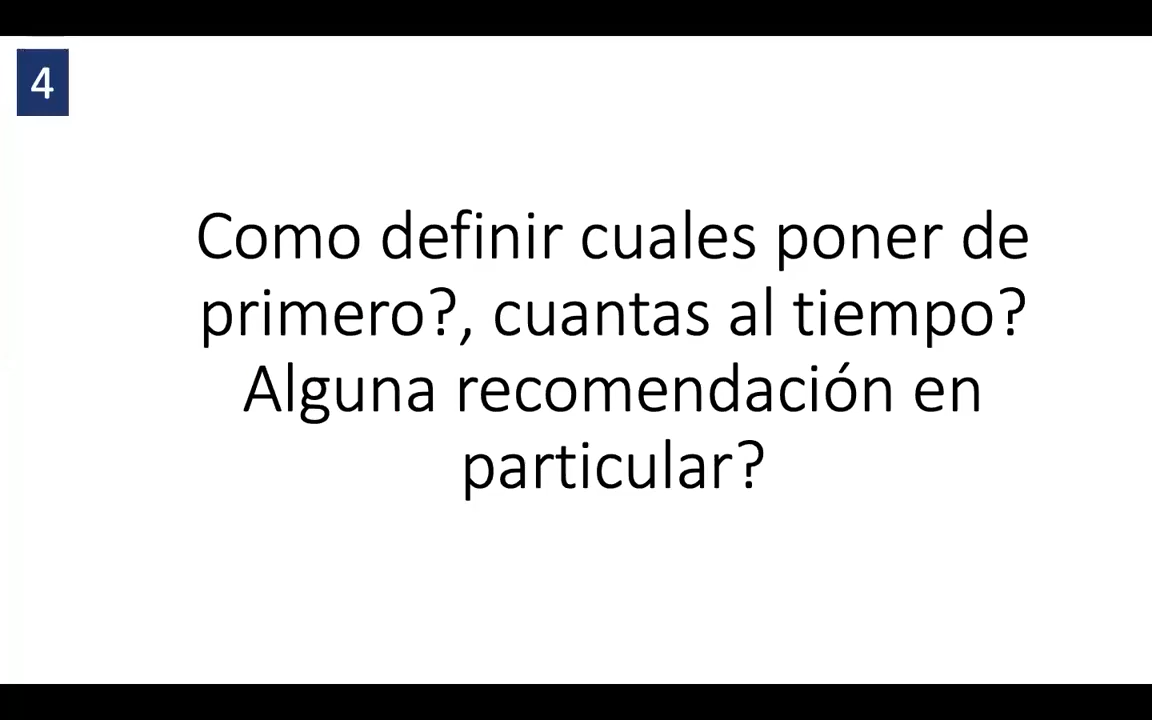 4
Como definir cuales poner de
primero?, cuantas al tiempo?
Alguna recomendación en
particular?